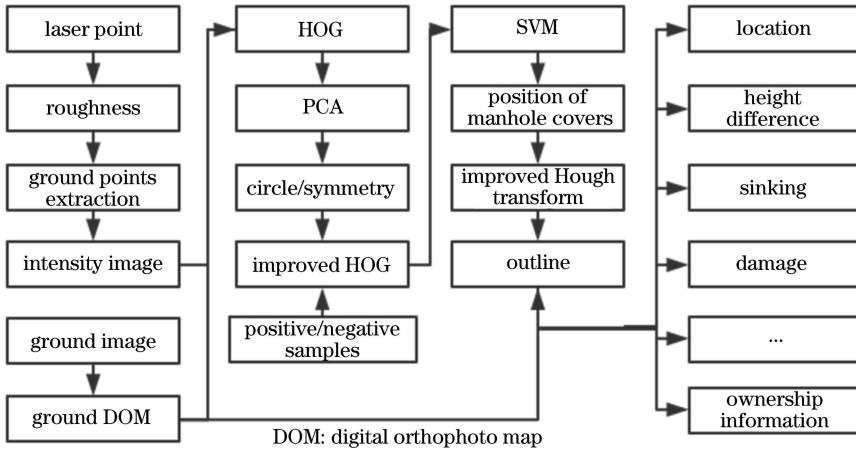 laser point
roughness
ground points
extraction
intensity image
ground image
ground DOM
HOG
PCA
circle/symmetry
improved HOG
positive/negative
samples
SVM
position of
manhole covers
improved Hough
transform
outline
location
height
difference
sinking
damage
...
ownership
information
DOM: digital orthophoto map